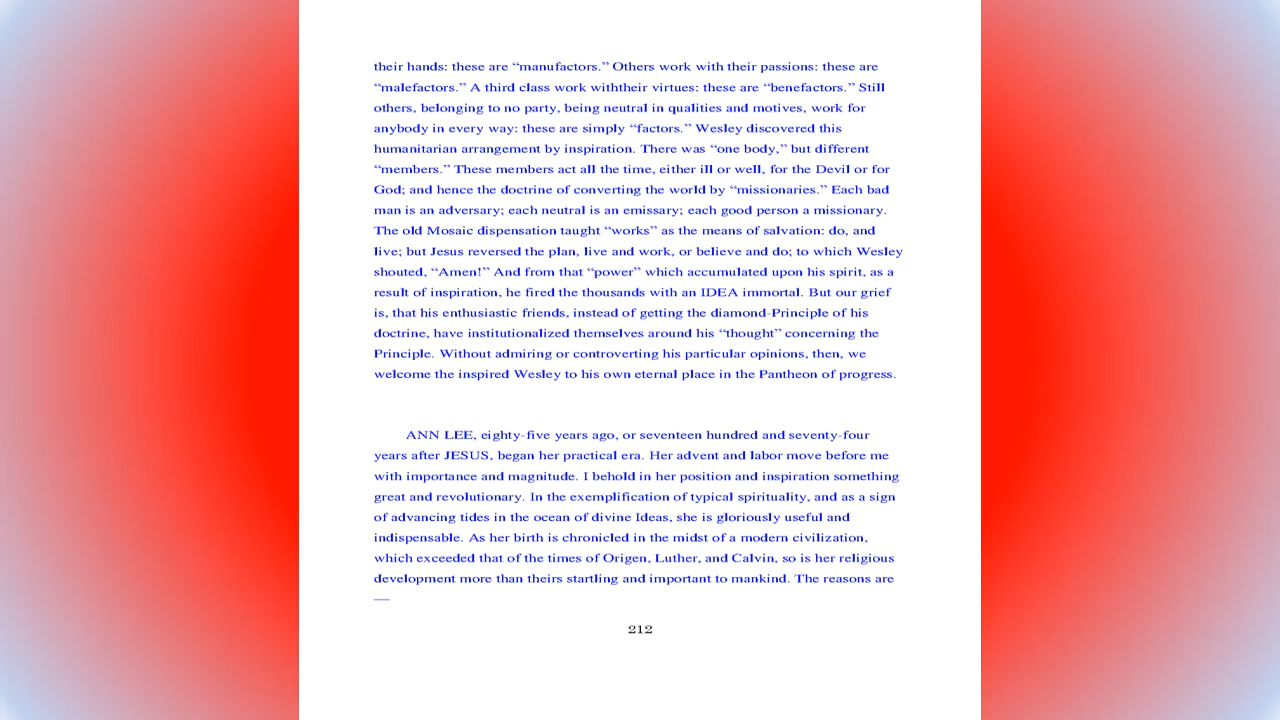 their hands: these are “manufactors.” Others work with their passions: these are
“malefactors.” A third class work withtheir virtues: these are “benefactors.” Still
others, belonging to no party, being neutral in qualities and motives, work for
anybody in every way: these are simply “factors.” Wesley discovered this
humanitarian arrangement by inspiration. There was “one body,” but different
“members.” These members act all the time, either ill or well, for the Devil or for
God; and hence the doctrine of converting the world by “missionaries.” Each bad
man is an adversary; each neutral is an emissary; each good person a missionary.
The old Mosaic dispensation taught “works” as the means of salvation: do, and
live; but Jesus reversed the plan, live and work, or believe and do; to which Wesley
shouted, “Amen!” And from that “power” which accumulated upon his spirit, as a
result of inspiration, he fired the thousands with an IDEA immortal. But our grief
is, that his enthusiastic friends, instead of getting the diamond-Principle of his
doctrine, have institutionalized themselves around his “thought” concerning the
Principle. Without admiring or controverting his particular opinions, then, we
welcome the inspired Wesley to his own eternal place in the Pantheon of progress.
ANN LEE, eighty-five years ago, or seventeen hundred and seventy-four
years after JESUS, began her practical era. Her advent and labor move before me
with importance and magnitude. I behold in her position and inspiration something
great and revolutionary. In the exemplification of typical spirituality, and as a sign
of advancing tides in the ocean of divine Ideas, she is gloriously useful and
indispensable. As her birth is chronicled in the midst of a modern civilization,
which exceeded that of the times of Origen, Luther, and Calvin, so is her religious
development more than theirs startling and important to mankind. The reasons are
—
212